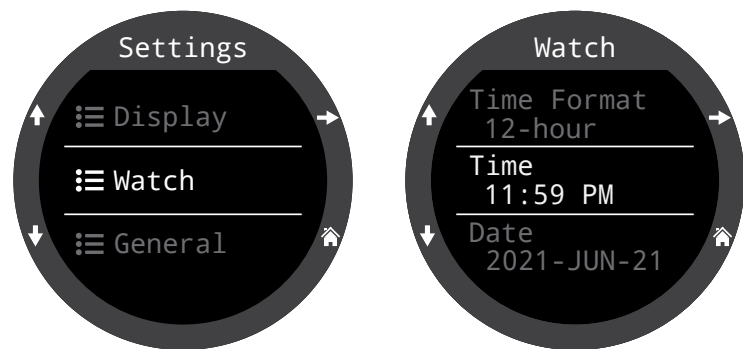 Settings
Display
Watch
General
Watch
Time Format
12-hour
Time
11:59 PM
Date
2021-JUN-21